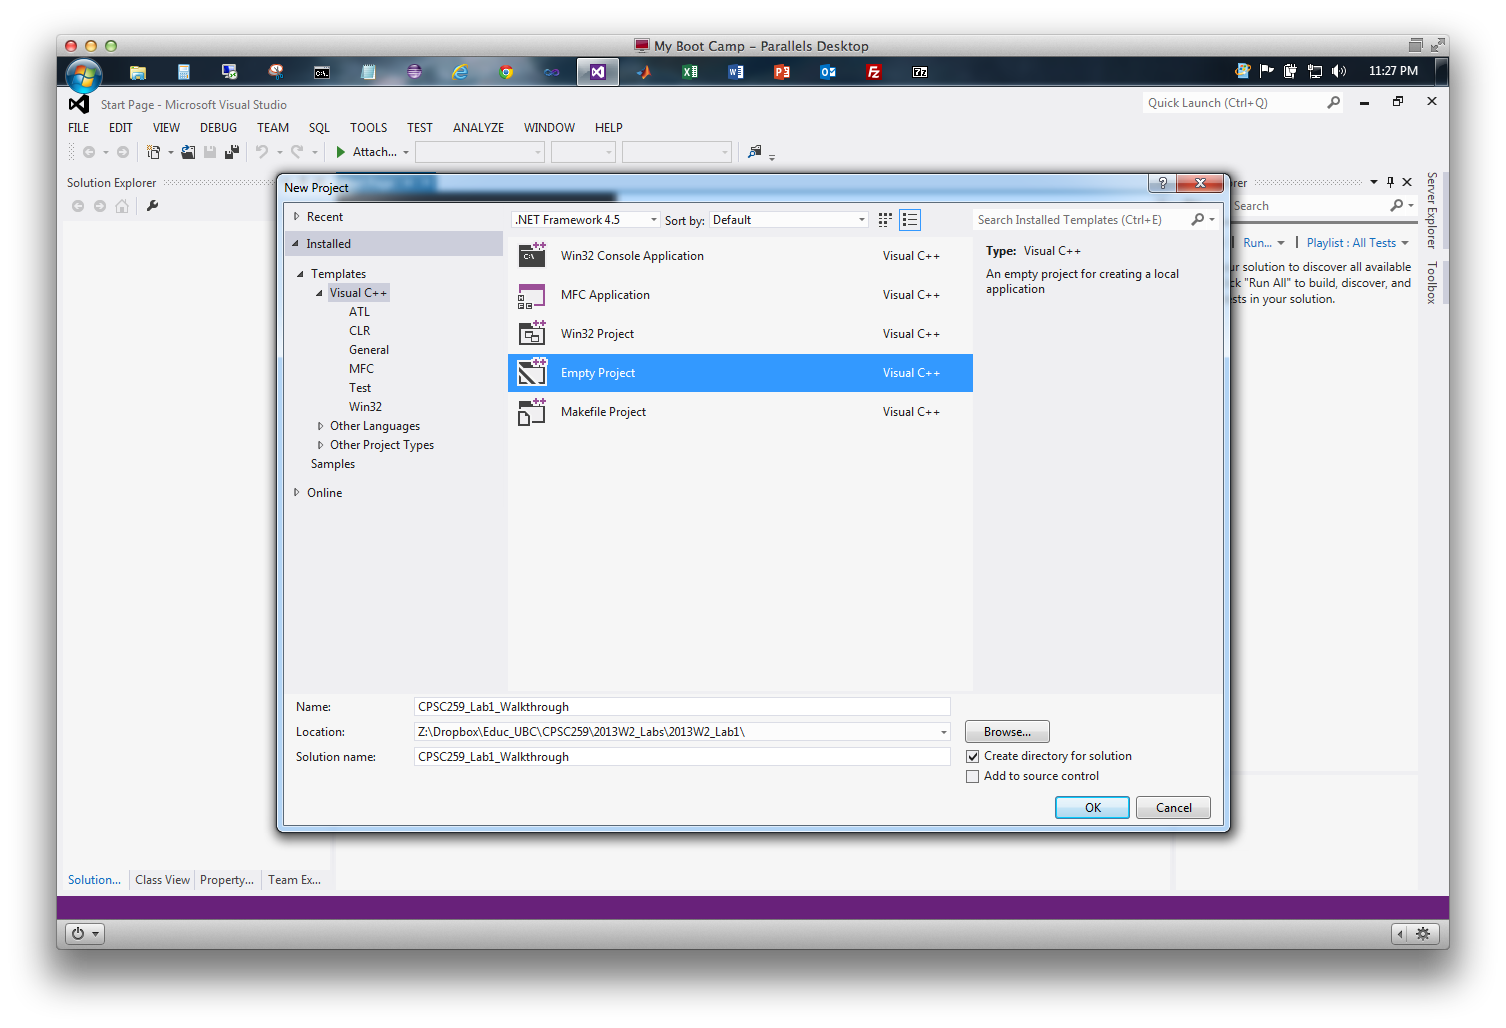 My Boot Camp – Parallels Desktop
C:\
X
W
P
Fz
7Z
11:27 PM
Start Page - Microsoft Visual Studio
Quick Launch (Ctrl+Q)
FILE EDIT VIEW DEBUG TEAM SQL TOOLS TEST ANALYZE WINDOW HELP
Attach...
Solution Explorer
New Project
rer
Server Explorer
Toolbox
Search
Run... Playlist : All Tests
r solution to discover all available
ck "Run All" to build, discover, and
sts in your solution.
Recent
Installed
Templates
Visual C++
ATL
CLR
General
MFC
Test
Win32
Other Languages
Other Project Types
Samples
Online
.NET Framework 4.5 Sort by: Default
Search Installed Templates (Ctrl+E)
Win32 Console Application Visual C++
MFC Application Visual C++
Win32 Project Visual C++
Empty Project Visual C++
Makefile Project Visual C++
Type: Visual C++
An empty project for creating a local
application
Name: CPSC259_Lab1_Walkthrough
Location: Z:\Dropbox\Educ_UBC\CPSC259\2013W2_Labs\2013W2_Lab1\
Browse...
Solution name: CPSC259_Lab1_Walkthrough
Create directory for solution
Add to source control
OK Cancel
Solution... Class View Property... Team Ex...